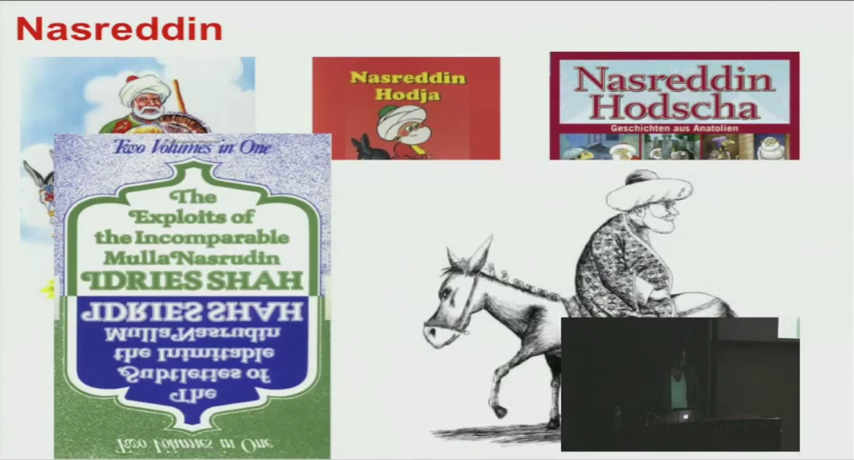 Nasreddin
Nasreddin
Hodja
Nasreddin
Hodscha
Geschichten aus Anatolien
Two Volumes in One
The
Exploits of
the Incomparable
Mulla Nasrudin
IDRIES SHAH
IDRIES SHAH
Mulla Nasrudin
the Inimitable
Subtleties of
The
Two Volumes in One